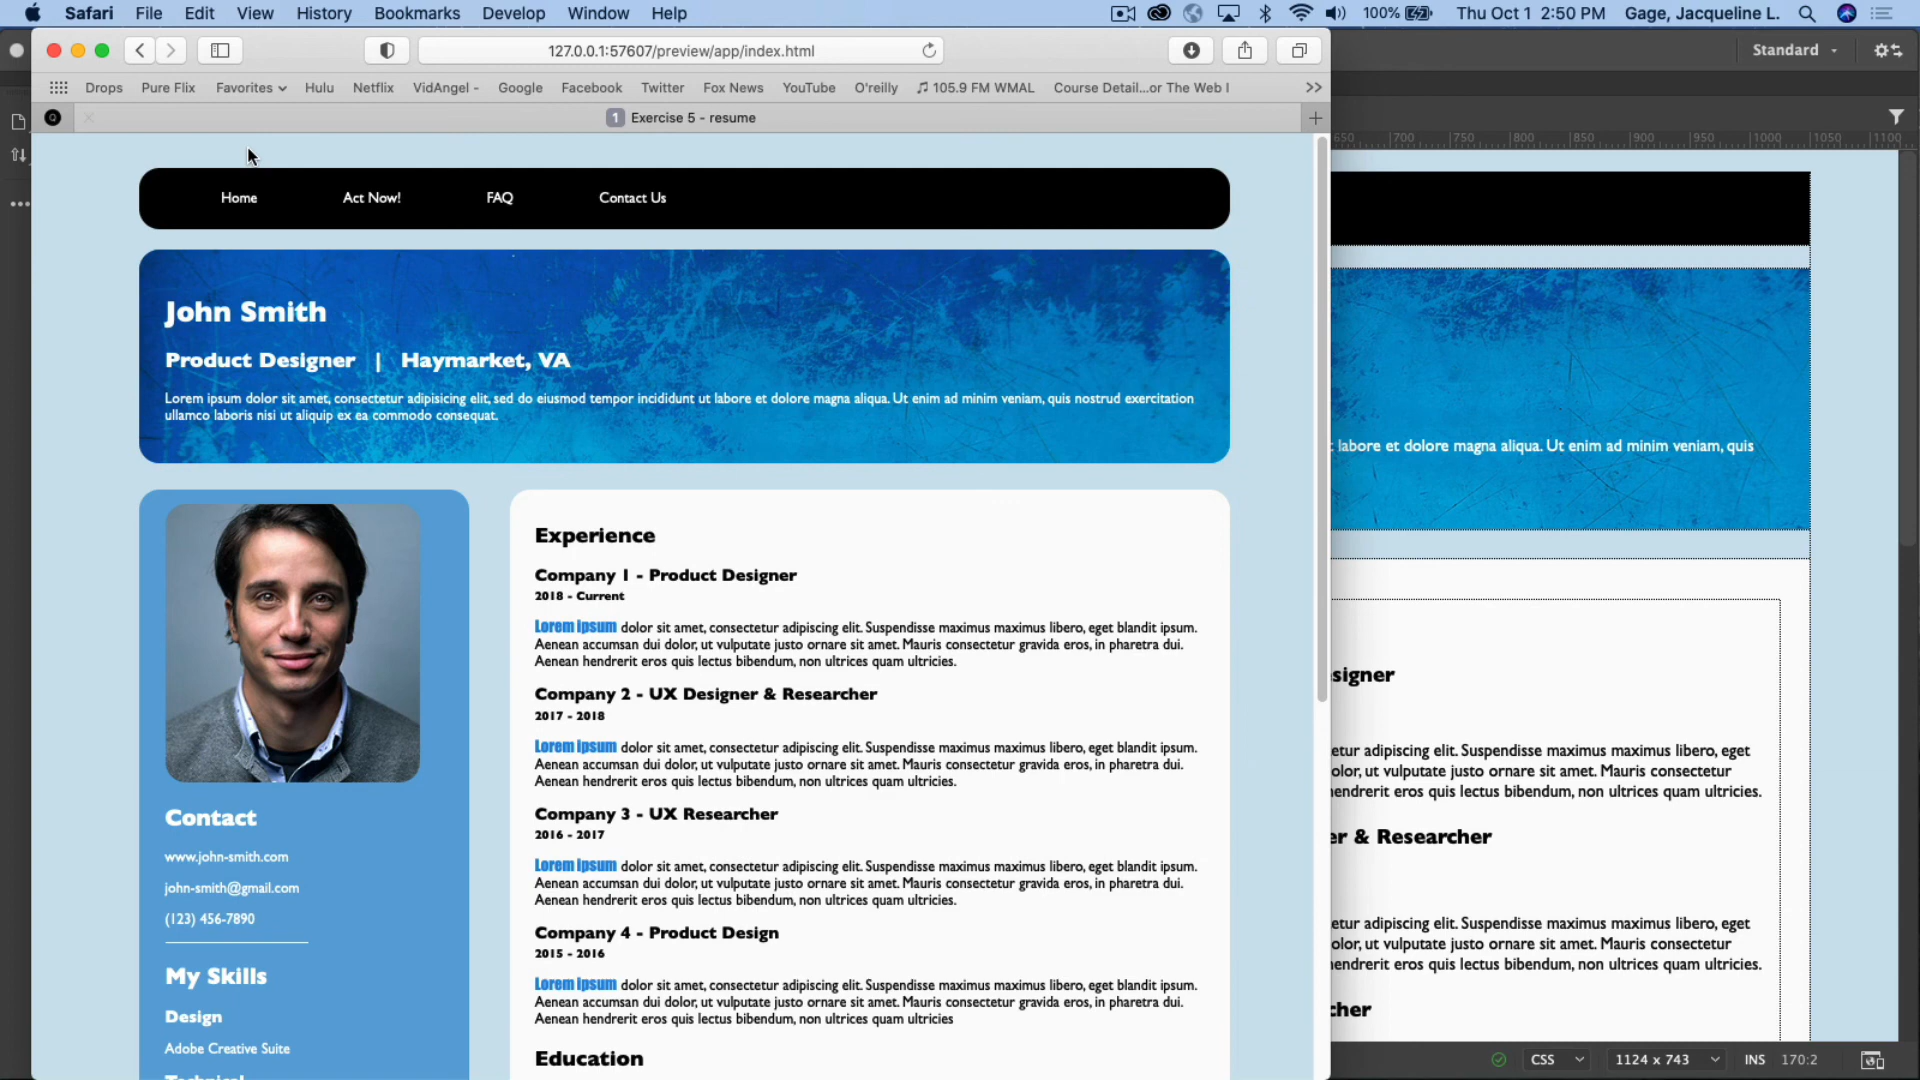 Safari File Edit View History Bookmarks Develop Window Help 100% Thu Oct 1 2:50 PM Gage, Jacqueline L.
127.0.0.1:57607/preview/app/index.html
Standard
Drops Pure Flix Favorites Hulu Netflix VidAngel - Google Facebook Twitter Fox News YouTube O'reilly 105.9 FM WMAL Course Detail...or The Web I
1 Exercise 5 - resume
650 700 750 800 850 900 950 1000 1050 1100
Home Act Now! FAQ Contact Us
John Smith
Product Designer | Haymarket, VA
Lorem ipsum dolor sit amet, consectetur adipisicing elit, sed do eiusmod tempor incididunt ut labore et dolore magna aliqua. Ut enim ad minim veniam, quis nostrud exercitation
ullamco laboris nisi ut aliquip ex ea commodo consequat.
Contact
www.john-smith.com
john-smith@gmail.com
(123) 456-7890
My Skills
Design
Adobe Creative Suite
Technical
Experience
Company 1 - Product Designer
2018 - Current
Lorem ipsum dolor sit amet, consectetur adipiscing elit. Suspendisse maximus maximus libero, eget blandit ipsum.
Aenean accumsan dui dolor, ut vulputate justo ornare sit amet. Mauris consectetur gravida eros, in pharetra dui.
Aenean hendrerit eros quis lectus bibendum, non ultrices quam ultricies.
Company 2 - UX Designer & Researcher
2017 - 2018
Lorem ipsum dolor sit amet, consectetur adipiscing elit. Suspendisse maximus maximus libero, eget blandit ipsum.
Aenean accumsan dui dolor, ut vulputate justo ornare sit amet. Mauris consectetur gravida eros, in pharetra dui.
Aenean hendrerit eros quis lectus bibendum, non ultrices quam ultricies.
Company 3 - UX Researcher
2016 - 2017
Lorem ipsum dolor sit amet, consectetur adipiscing elit. Suspendisse maximus maximus libero, eget blandit ipsum.
Aenean accumsan dui dolor, ut vulputate justo ornare sit amet. Mauris consectetur gravida eros, in pharetra dui.
Aenean hendrerit eros quis lectus bibendum, non ultrices quam ultricies.
Company 4 - Product Design
2015 - 2016
Lorem ipsum dolor sit amet, consectetur adipiscing elit. Suspendisse maximus maximus libero, eget blandit ipsum.
Aenean accumsan dui dolor, ut vulputate justo ornare sit amet. Mauris consectetur gravida eros, in pharetra dui.
Aenean hendrerit eros quis lectus bibendum, non ultrices quam ultricies
Education
labore et dolore magna aliqua. Ut enim ad minim veniam, quis
signer
etur adipiscing elit. Suspendisse maximus maximus libero, eget
olor, ut vulputate justo ornare sit amet. Mauris consectetur
endrerit eros quis lectus bibendum, non ultrices quam ultricies.
er & Researcher
etur adipiscing elit. Suspendisse maximus maximus libero, eget
olor, ut vulputate justo ornare sit amet. Mauris consectetur
endrerit eros quis lectus bibendum, non ultrices quam ultricies.
cher
CSS 1124 x 743 INS 170:2